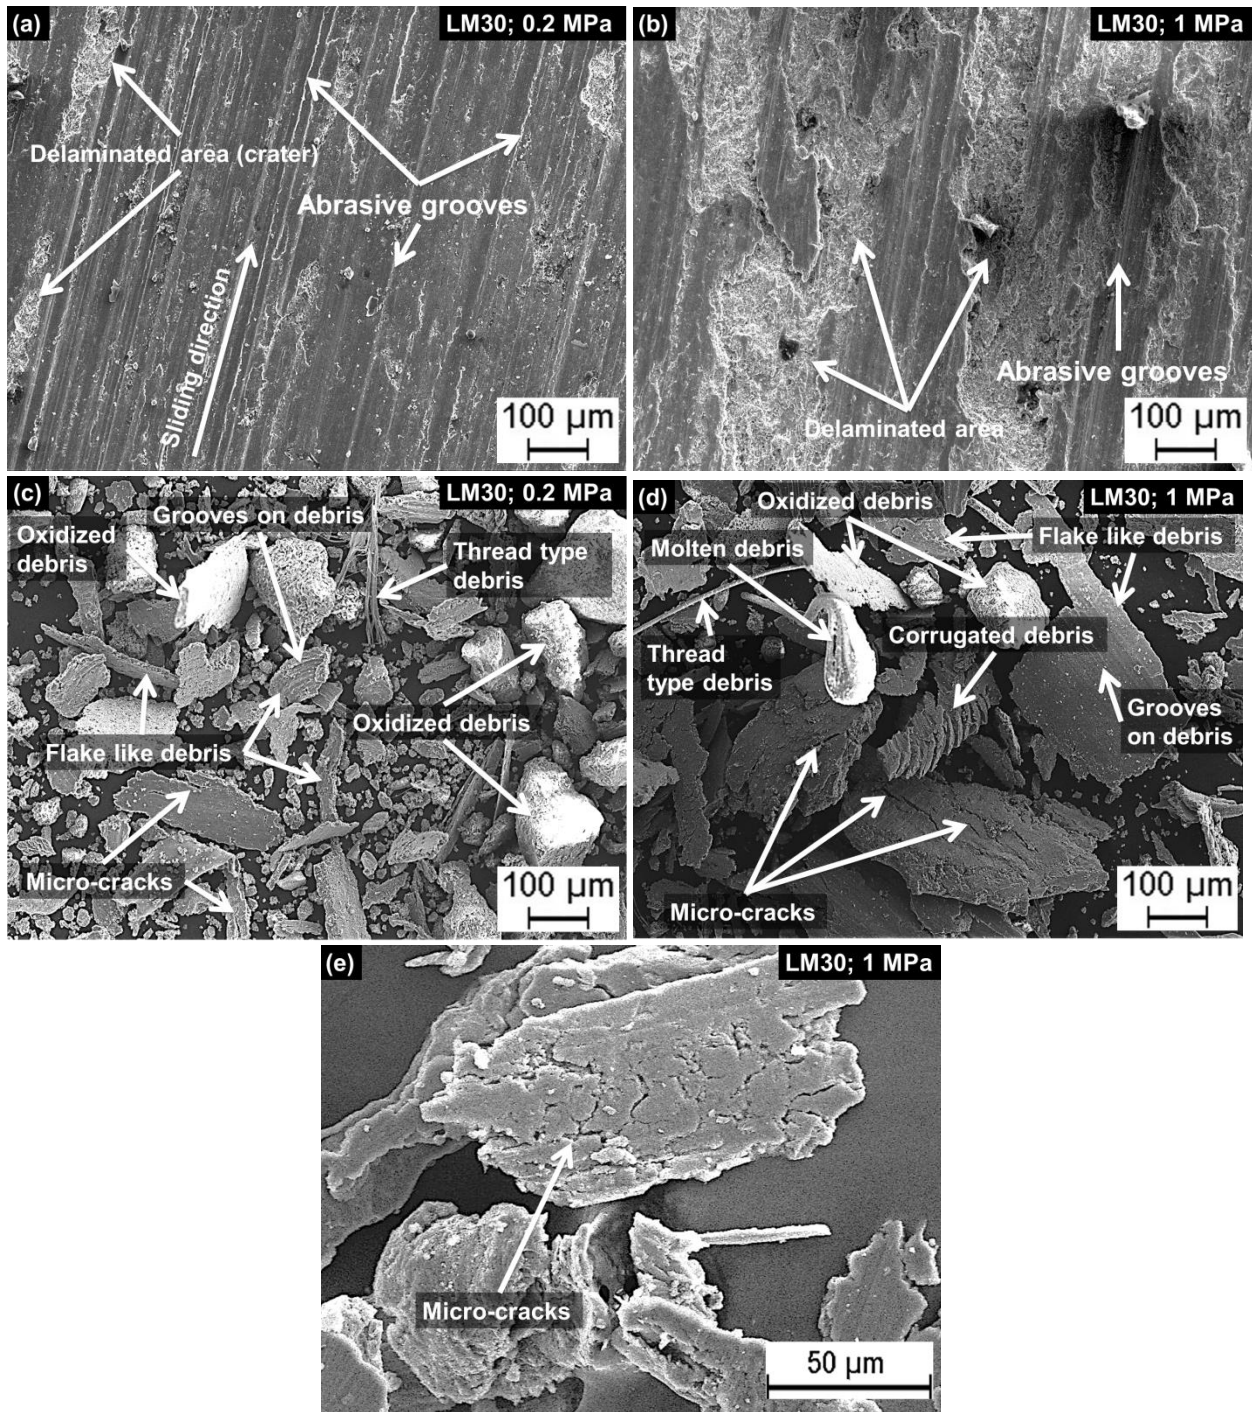 (a)
LM30; 0.2 MPa
Delaminated area (crater)
Abrasive grooves
Sliding direction
100 µm
(b)
LM30; 1 MPa
Abrasive grooves
Delaminated area
100 µm
(c)
LM30; 0.2 MPa
Grooves on debris
Oxidized
debris
Thread type
debris
Oxidized debris
Flake like debris
Micro-cracks
100 µm
(d)
LM30; 1 MPa
Oxidized debris
Molten debris
Flake like debris
Corrugated debris
Thread
type debris
Grooves
on debris
Micro-cracks
100 µm
(e)
LM30; 1 MPa
Micro-cracks
50 µm